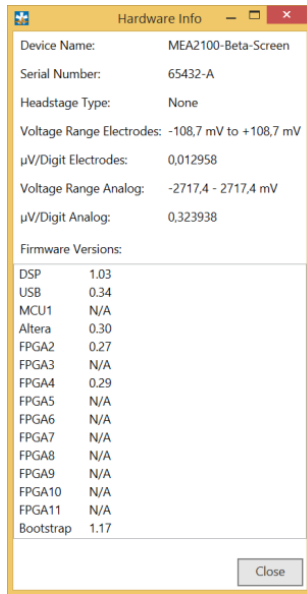 Hardware Info
Device Name: MEA2100-Beta-Screen
Serial Number: 65432-A
Headstage Type: None
Voltage Range Electrodes: -108,7 mV to +108,7 mV
µV/Digit Electrodes: 0,012958
Voltage Range Analog: -2717,4 - 2717,4 mV
µV/Digit Analog: 0,323938
Firmware Versions:
DSP 1.03
USB 0.34
MCU1 N/A
Altera 0.30
FPGA2 0.27
FPGA3 N/A
FPGA4 0.29
FPGA5 N/A
FPGA6 N/A
FPGA7 N/A
FPGA8 N/A
FPGA9 N/A
FPGA10 N/A
FPGA11 N/A
Bootstrap 1.17
Close